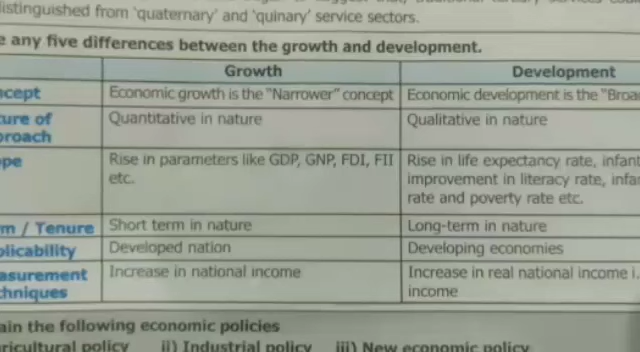 distinguished from 'quaternary' and 'quinary' service sectors.
any five differences between the growth and development.
Growth Development
Economic growth is the "Narrower" concept Economic development is the
Quantitative in nature Qualitative in nature
Rise in parameters like GDP, GNP, FDI, FII Rise in life expectancy rate, infant
etc. improvement in literacy rate,
rate and poverty rate etc.
/ Tenure Short term in nature Long-term in nature
Developed nation Developing economies
Increase in national income Increase in real national income
income
the following economic policies
policy ii) Industrial policy iii) New economic policy